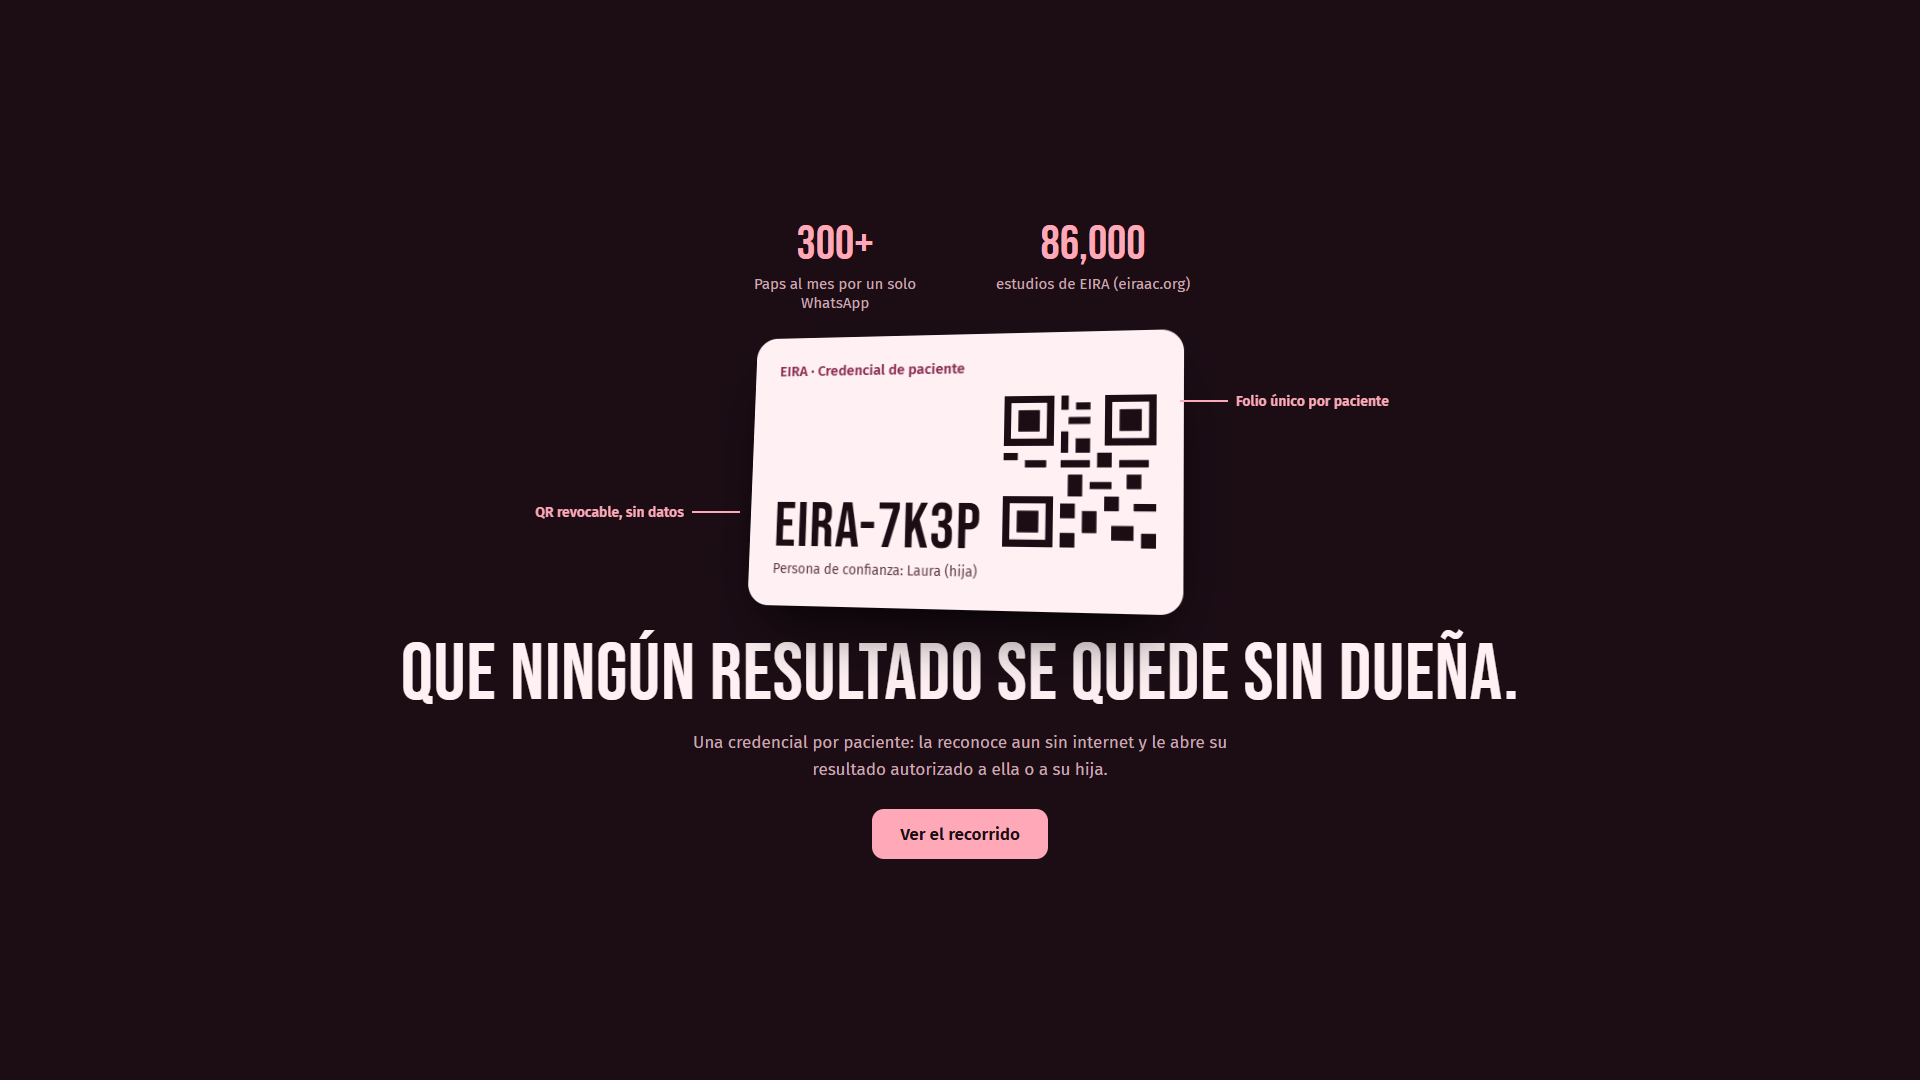 300+
86,000
Paps al mes por un solo
WhatsApp
estudios de EIRA (eiraac.org)
EIRA · Credencial de paciente
Folio único por paciente
QR revocable, sin datos
EIRA-7K3P
Persona de confianza: Laura (hija)
QUE NINGÚN RESULTADO SE QUEDE SIN DUEÑA.
Una credencial por paciente: la reconoce aun sin internet y le abre su
resultado autorizado a ella o a su hija.
Ver el recorrido